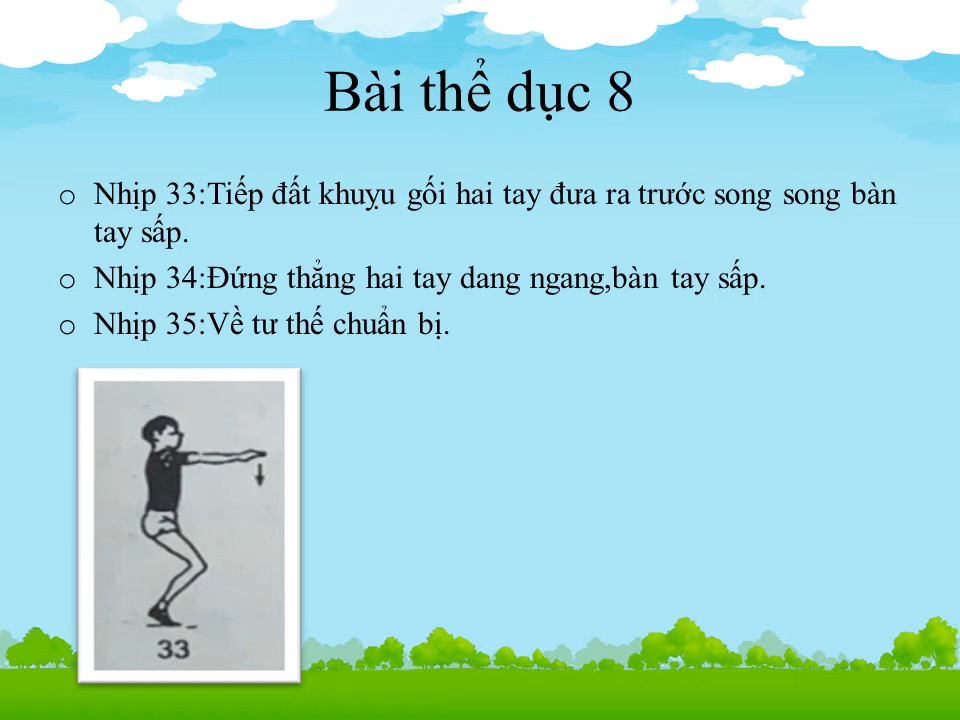 Bài thể dục 8
o Nhịp 33:Tiếp đất khuỵu gối hai tay đưa ra trước song song bàn
tay sấp.
o Nhịp 34:Đứng thẳng hai tay dang ngang,bàn tay sấp.
o Nhịp 35:Về tư thế chuẩn bị.
33